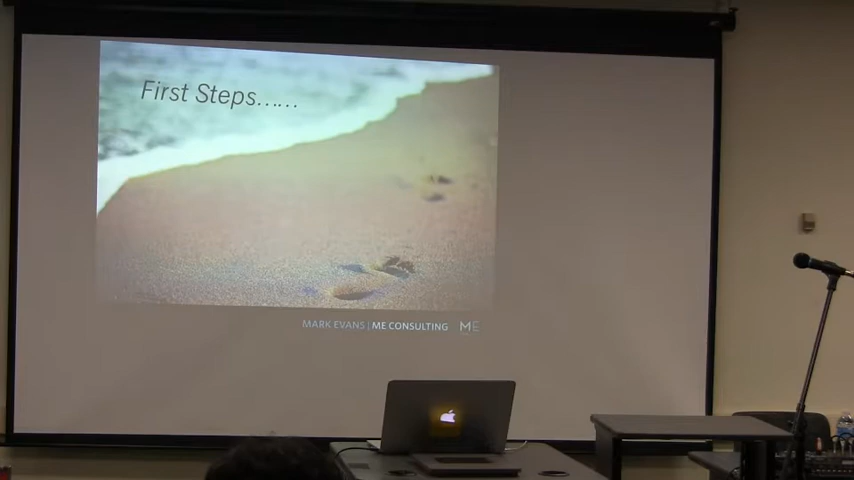 First Steps......
MARK EVANS | ME CONSULTING ME